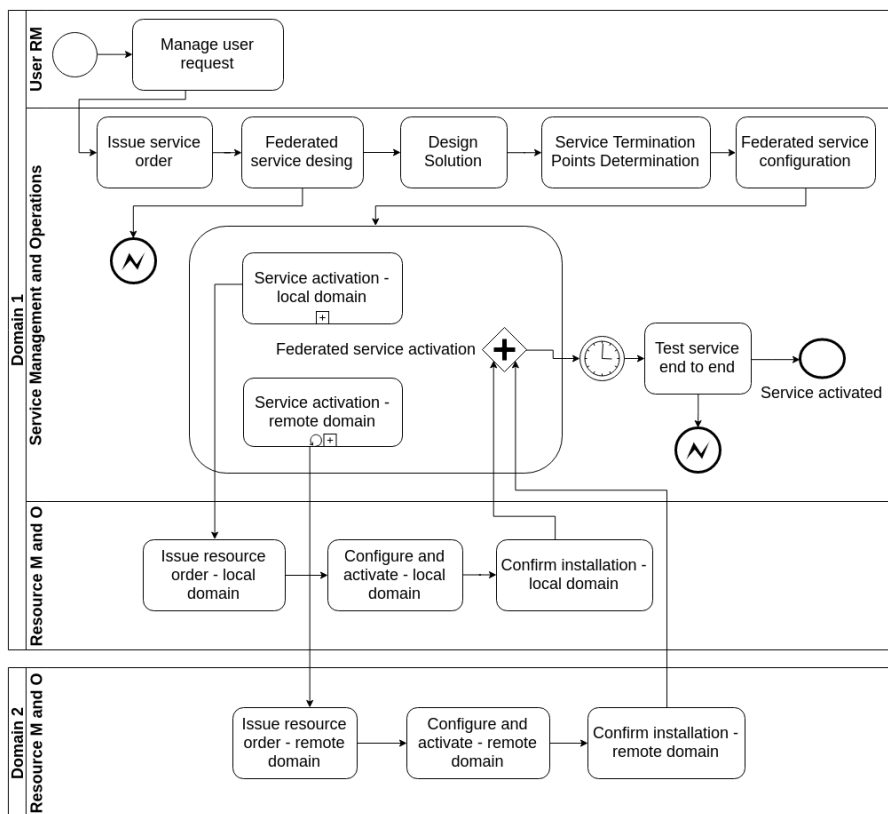 Domain 1
User RM
Manage user
request
Service Management and Operations
Issue service
order
Federated
service desing
Design
Solution
Service Termination
Points Determination
Federated service
configuration
Service activation -
local domain
Federated service activation
Service activation -
remote domain
Test service
end to end
Service activated
Resource M and O
Issue resource
order - local
domain
Configure and
activate - local
domain
Confirm installation -
local domain
Domain 2
Resource M and O
Issue resource
order - remote
domain
Configure and
activate - remote
domain
Confirm installation -
remote domain